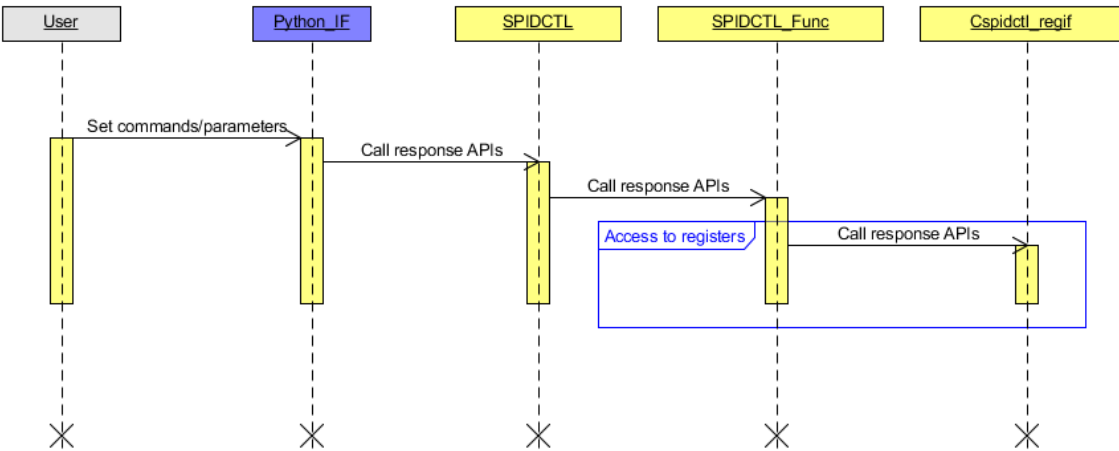 User
Python_IF
SPIDCTL
SPIDCTL_Func
Cspidctl_regif
Set commands/parameters
Call response APIs
Call response APIs
Access to registers
Call response APIs